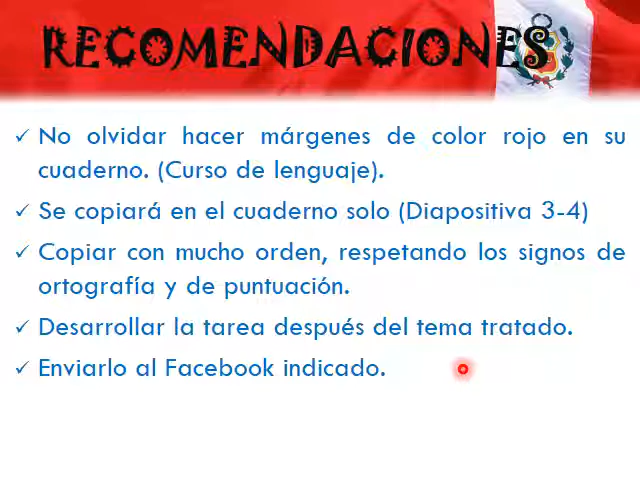 RECOMENDACIONES
✓ No olvidar hacer márgenes de color rojo en su
cuaderno. (Curso de lenguaje).
✓ Se copiará en el cuaderno solo (Diapositiva 3-4)
✓ Copiar con mucho orden, respetando los signos de
ortografía y de puntuación.
✓ Desarrollar la tarea después del tema tratado.
✓ Enviarlo al Facebook indicado.